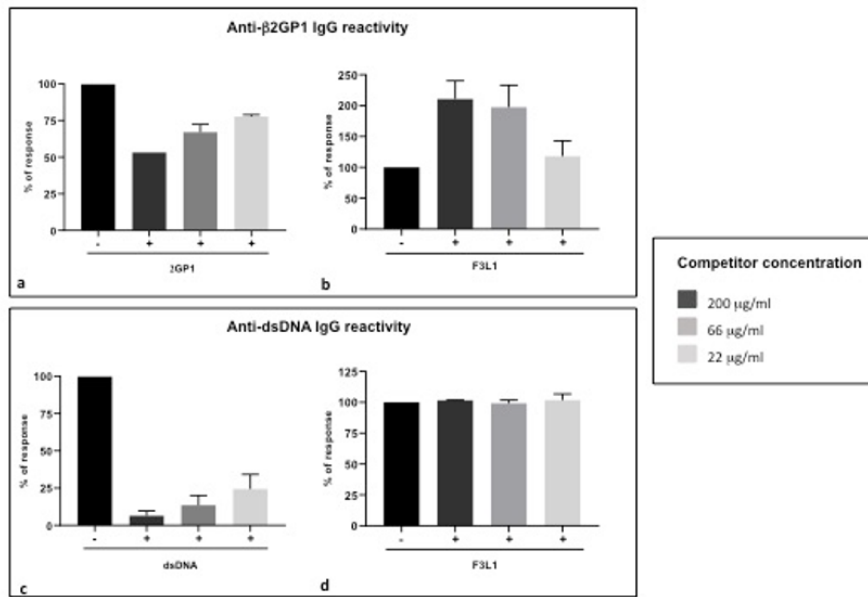 Anti-β2GP1 IgG reactivity
% of response
100
75
50
25
0
- + + +
2GP1
a
% of response
250
200
150
100
50
0
- + + +
F3L1
b
Anti-dsDNA IgG reactivity
% of response
100
75
50
25
0
- + + +
dsDNA
c
% of response
125
100
75
50
25
0
- + + +
F3L1
d
Competitor concentration
200 μg/ml
66 μg/ml
22 μg/ml